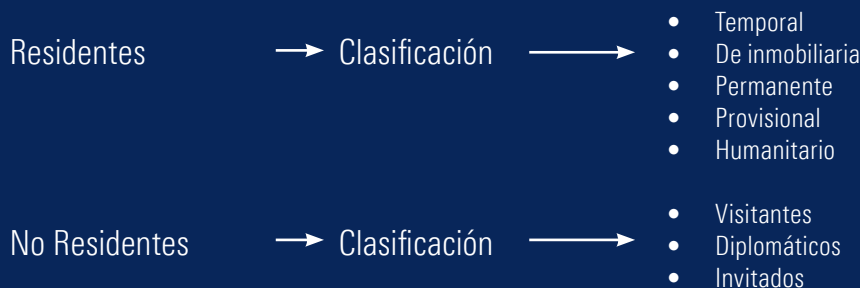 Residentes → Clasificación →
• Temporal
• De inmobiliaria
• Permanente
• Provisional
• Humanitario
No Residentes → Clasificación →
• Visitantes
• Diplomáticos
• Invitados